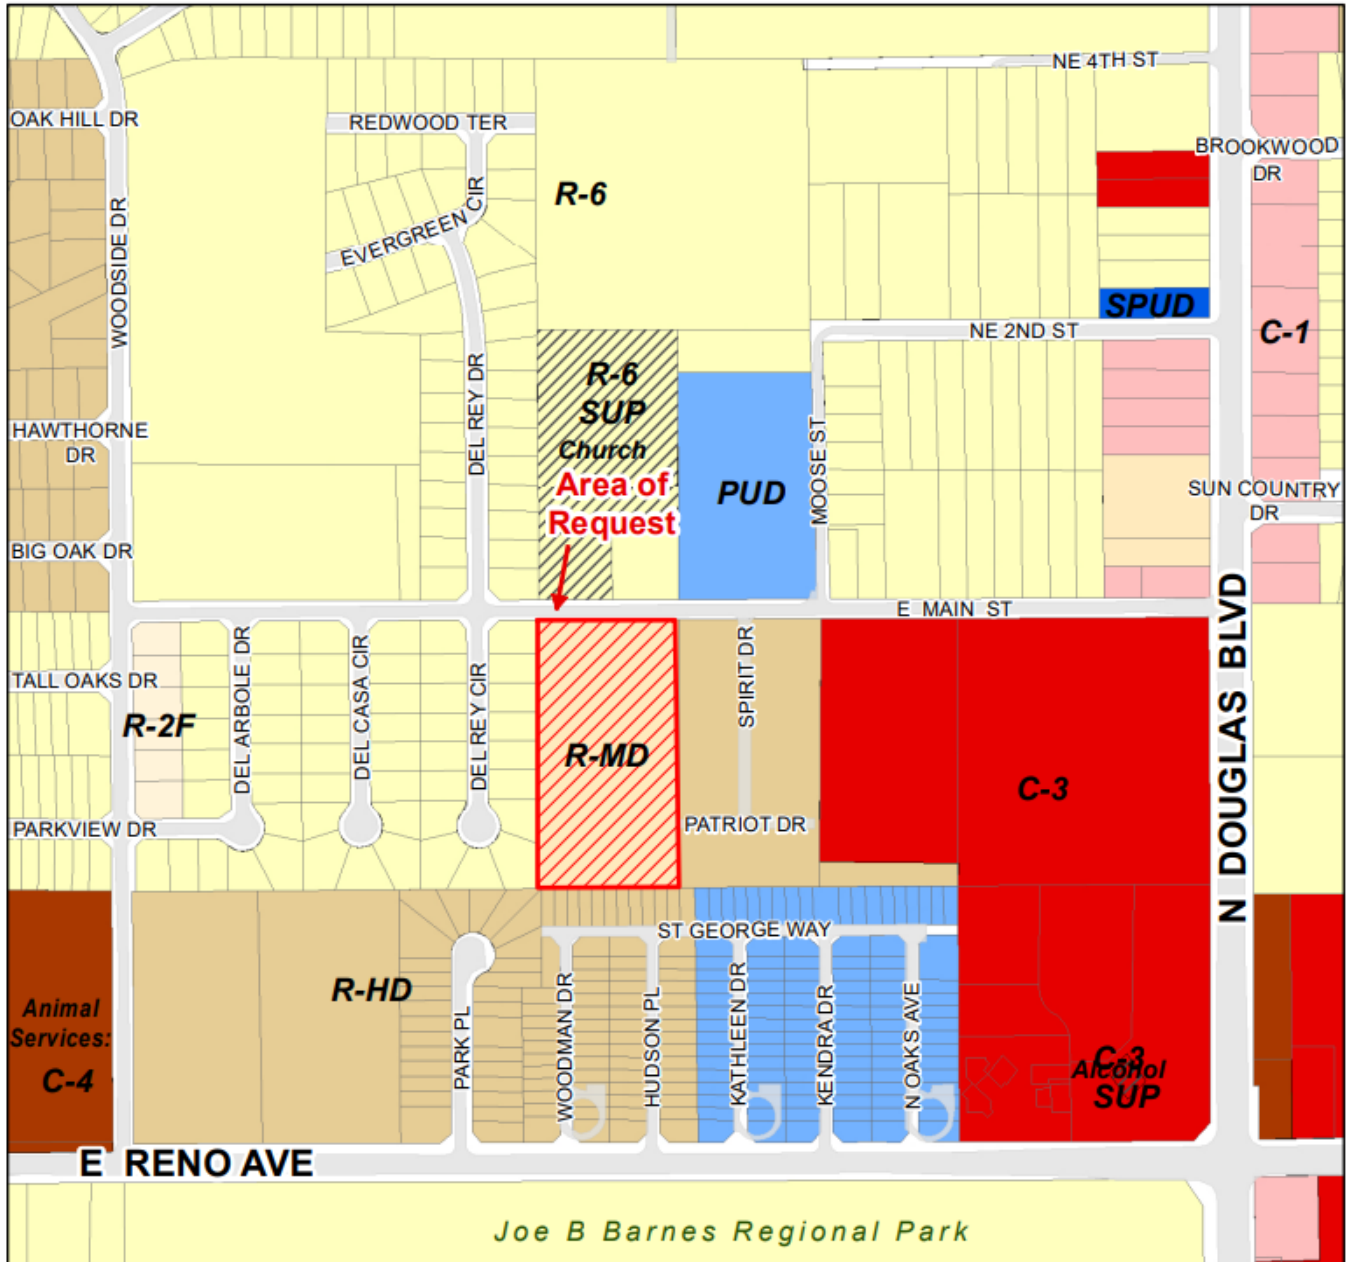 NE 4TH ST
OAK HILL DR
REDWOOD TER
BROOKWOOD
DR
WOODSIDE DR
EVERGREEN CIR
R-6
SPUD
NE 2ND ST
C-1
DEL REY DR
R-6
SUP
Church
HAWTHORNE
DR
MOOSE ST
Area of
Request
PUD
SUN COUNTRY
DR
BIG OAK DR
E MAIN ST
N DOUGLAS BLVD
TALL OAKS DR
R-2F
DEL ARBOLE DR
DEL CASA CIR
DEL REY CIR
R-MD
SPIRIT DR
C-3
PARKVIEW DR
PATRIOT DR
ST GEORGE WAY
R-HD
Animal
Services:
C-4
PARK PL
WOODMAN DR
HUDSON PL
KATHLEEN DR
KENDRA DR
N OAKS AVE
C-3
Alcohol
SUP
E RENO AVE
Joe B Barnes Regional Park